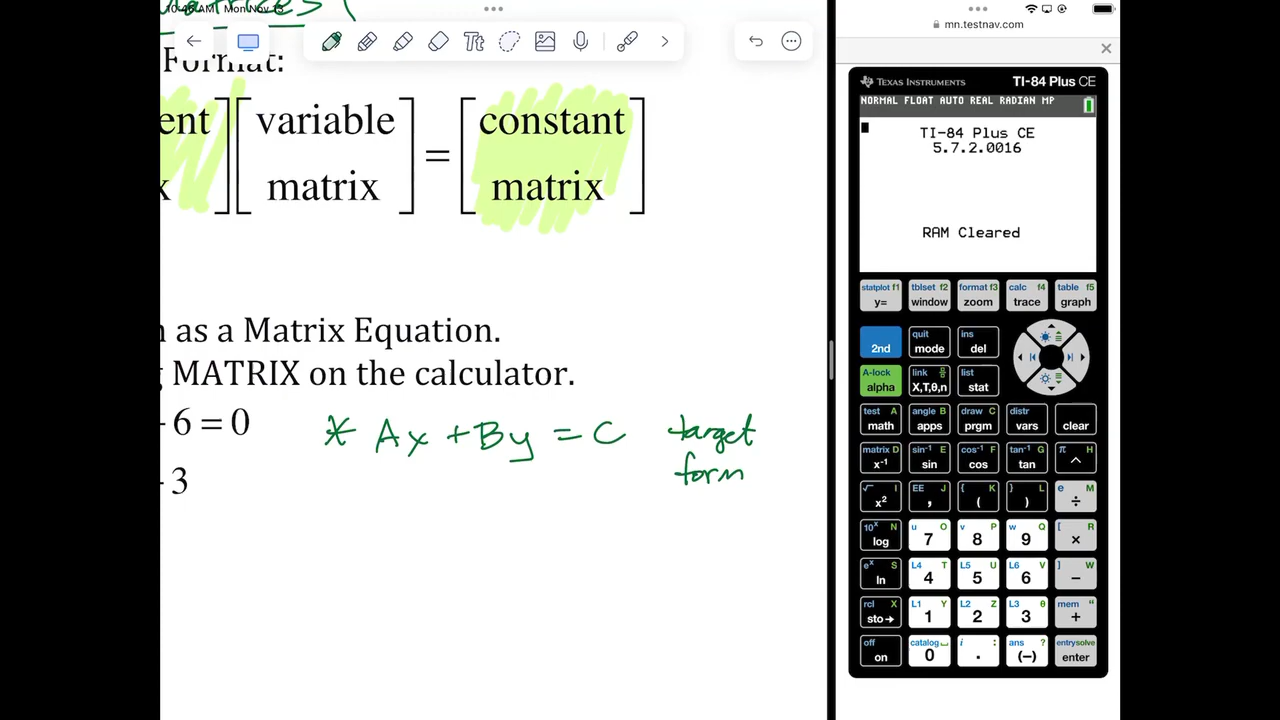 10:46 AM Mon Nov 15
mn.testnav.com
Format:
ent variable = constant
x matrix matrix
as a Matrix Equation.
MATRIX on the calculator.
- 6 = 0 * Ax + By = C target form
- 3
TEXAS INSTRUMENTS TI-84 Plus CE
NORMAL FLOAT AUTO REAL RADIAN MP
TI-84 Plus CE
5.7.2.0016
RAM Cleared
statplot f1 tblset f2 format f3 calc f4 table f5
y= window zoom trace graph
quit ins
2nd mode del
A-lock link list
alpha X,T,θ,n stat
test A angle B draw C distr
math apps prgm vars clear
matrix D sin⁻¹ E cos⁻¹ F tan⁻¹ G π H
x⁻¹ sin cos tan ^
√ I EE J { K } L e M
x² , ( ) ÷
10ˣ N u O v P w Q [ R
log 7 8 9 ×
eˣ S L4 T L5 U L6 V ] W
ln 4 5 6 −
rcl X L1 Y L2 Z L3 θ mem "
sto→ 1 2 3 +
off catalog i : ans ? entry solve
on 0 . (−) enter